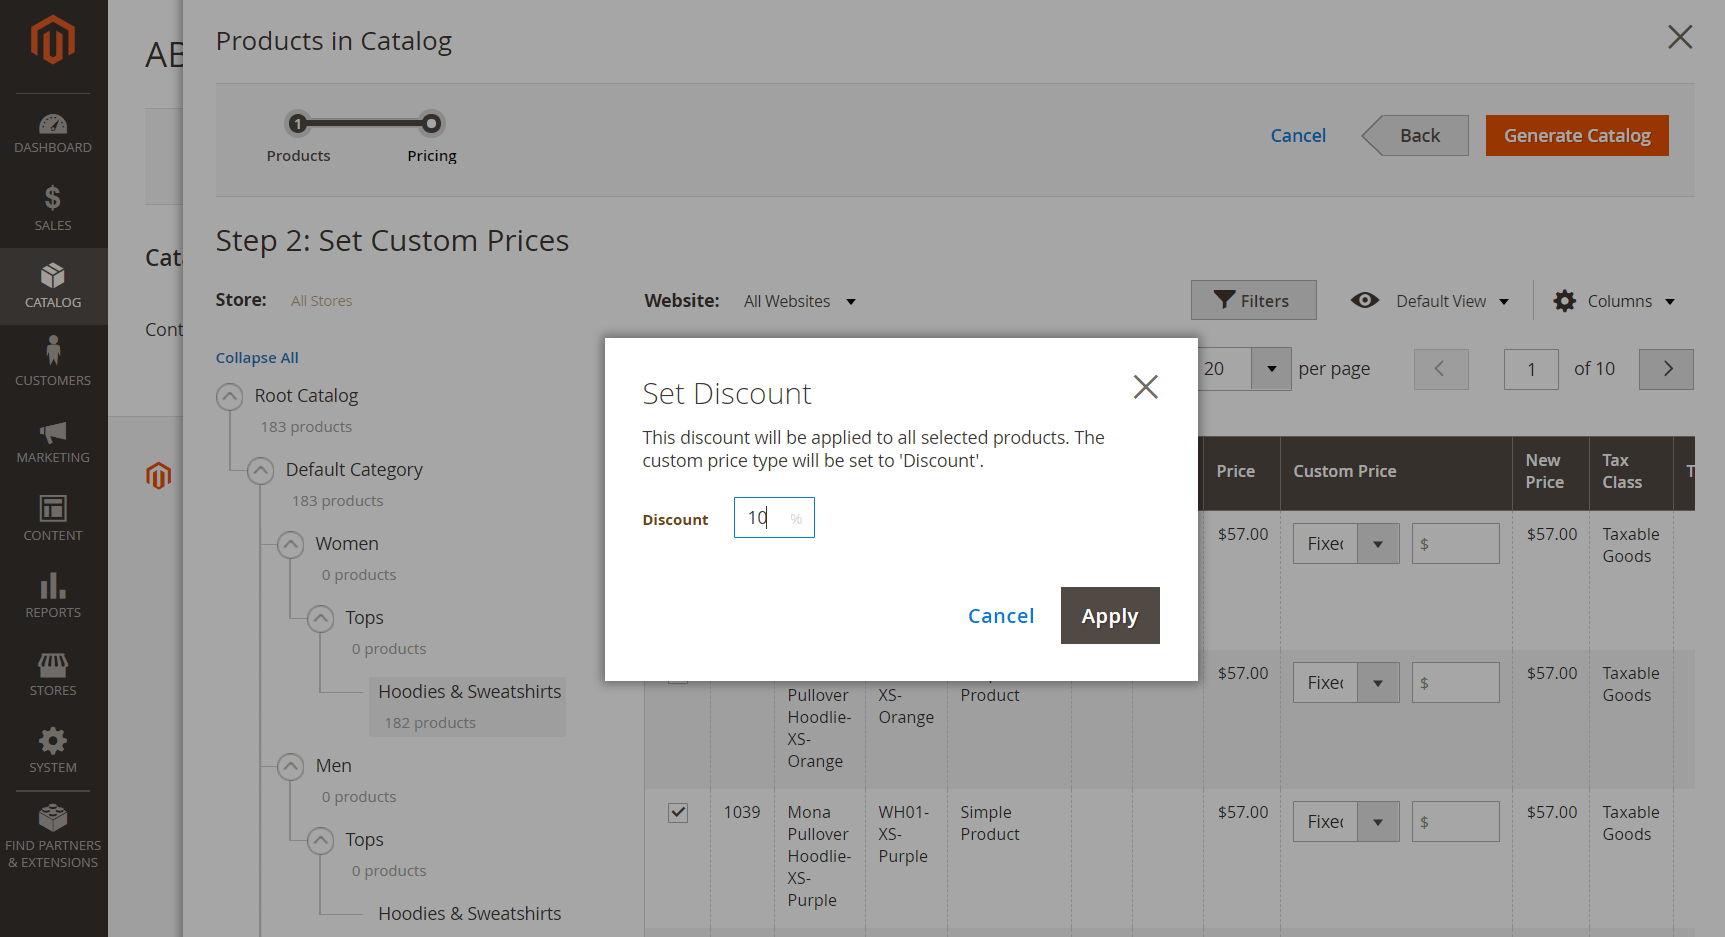 DASHBOARD
SALES
CATALOG
CUSTOMERS
MARKETING
CONTENT
REPORTS
STORES
SYSTEM
FIND PARTNERS
& EXTENSIONS
AB
Cat
Cont
Products in Catalog
1
Products
Pricing
Cancel
Back
Generate Catalog
Step 2: Set Custom Prices
Store: All Stores
Website: All Websites
Filters
Default View
Columns
Collapse All
20 per page
1 of 10
Root Catalog
183 products
Default Category
183 products
Women
0 products
Tops
0 products
Hoodies & Sweatshirts
182 products
Men
0 products
Tops
0 products
Hoodies & Sweatshirts
Set Discount
This discount will be applied to all selected products. The
custom price type will be set to 'Discount'.
Discount 10 %
Cancel
Apply
Price
Custom Price
New
Price
Tax
Class
T
$57.00
Fixed
$
$57.00
Taxable
Goods
Pullover
Hoodlie-
XS-
Orange
XS-
Orange
Product
$57.00
Fixed
$
$57.00
Taxable
Goods
1039
Mona
Pullover
Hoodlie-
XS-
Purple
WH01-
XS-
Purple
Simple
Product
$57.00
Fixed
$
$57.00
Taxable
Goods